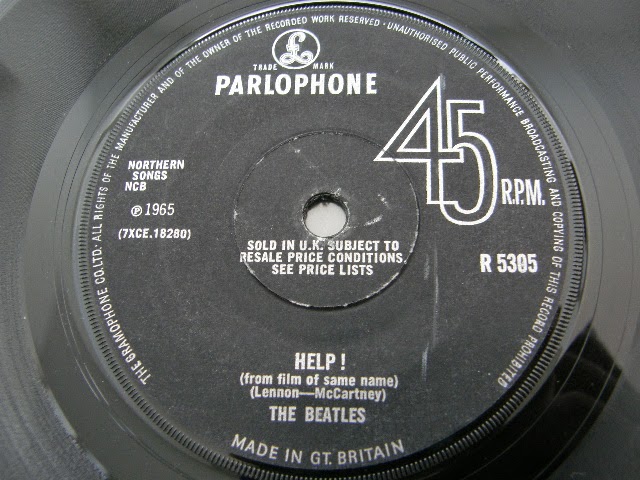 THE GRAMOPHONE CO. LTD. ALL RIGHTS OF THE MANUFACTURER AND OF THE OWNER OF THE RECORDED WORK RESERVED · UNAUTHORISED PUBLIC PERFORMANCE BROADCASTING AND COPYING OF THIS RECORD PROHIBITED
£
TRADE MARK
PARLOPHONE
45 R.P.M.
NORTHERN
SONGS
NCB
℗ 1965
(7XCE.18280)
SOLD IN U.K. SUBJECT TO
RESALE PRICE CONDITIONS.
SEE PRICE LISTS
R 5305
HELP !
(from film of same name)
(Lennon—McCartney)
THE BEATLES
MADE IN GT. BRITAIN